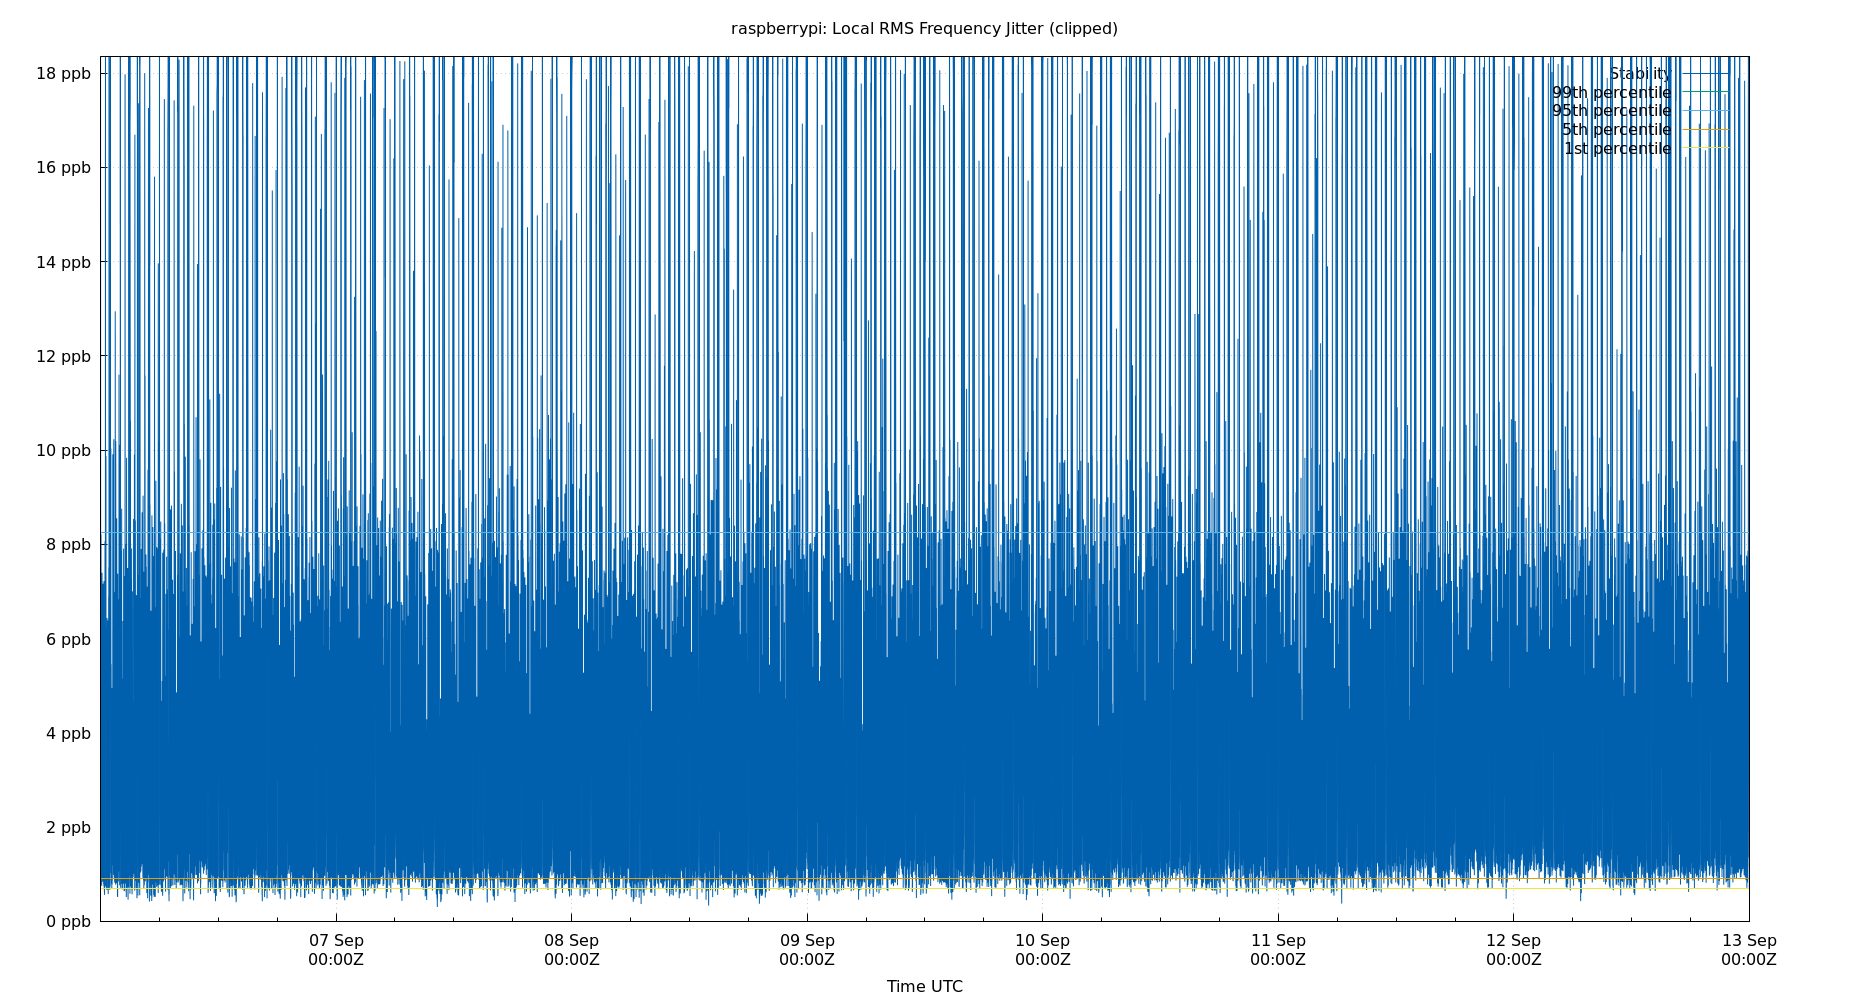 raspberrypi: Local RMS Frequency Jitter (clipped)
18 ppb
16 ppb
14 ppb
12 ppb
10 ppb
8 ppb
6 ppb
4 ppb
2 ppb
0 ppb
Stability
99th percentile
95th percentile
5th percentile
1st percentile
07 Sep
00:00Z
08 Sep
00:00Z
09 Sep
00:00Z
10 Sep
00:00Z
11 Sep
00:00Z
12 Sep
00:00Z
13 Sep
00:00Z
Time UTC